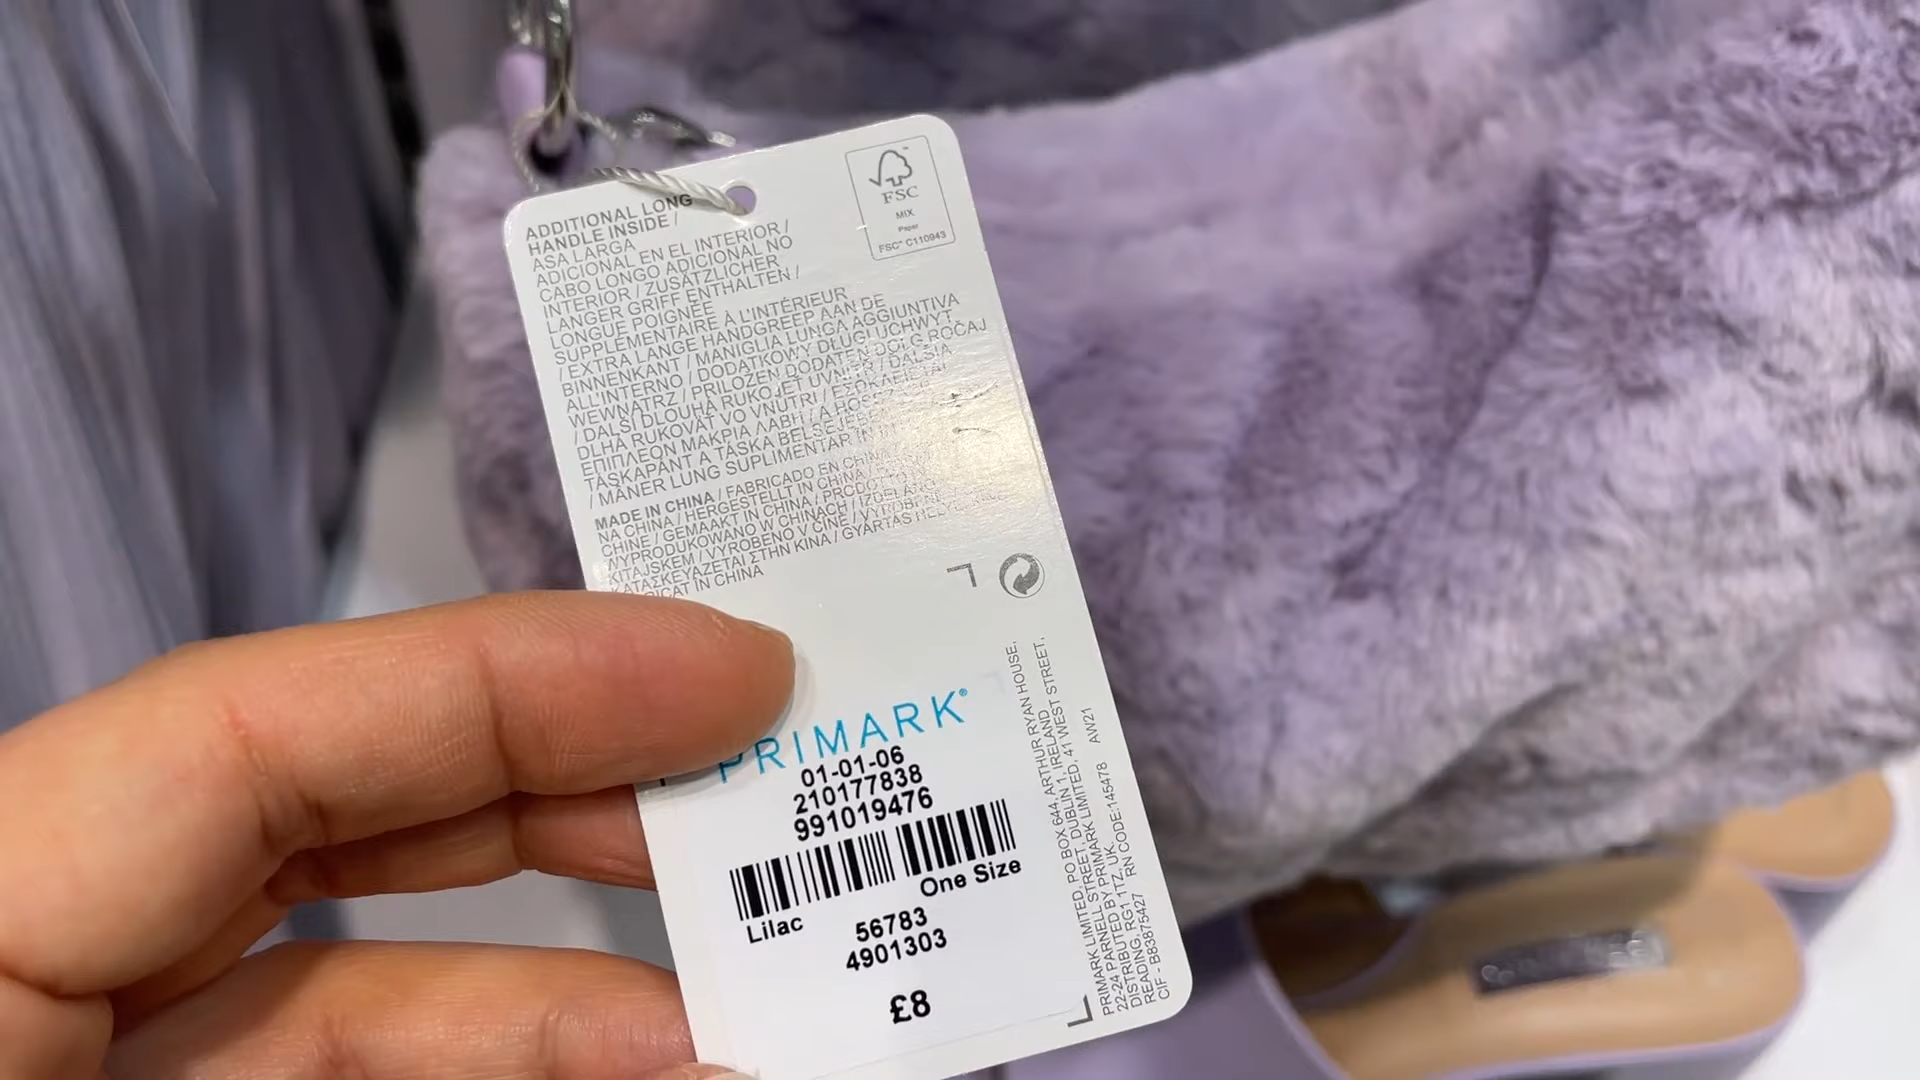 ADDITIONAL LONG
HANDLE INSIDE /
ASA LARGA
ADICIONAL EN EL INTERIOR /
CABO LONGO ADICIONAL NO
INTERIOR / ZUSÄTZLICHER
LANGER GRIFF ENTHALTEN /
LONGUE POIGNÉE
SUPPLÉMENTAIRE À L'INTÉRIEUR
/ EXTRA LANGE HANDGREEP AAN DE
BINNENKANT / MANIGLIA LUNGA AGGIUNTIVA
ALL'INTERNO / DODATKOWY DŁUGI UCHWYT
WEWNĄTRZ / PRILOŽEN DODATEN DOLG ROČAJ
/ DALŠÍ DLOUHÁ RUKOJEŤ UVNITŘ / ĎALŠIA
DLHÁ RUKOVÄŤ VO VNÚTRI / ΕΣΩΚΛΕΙΕΤΑΙ
ΕΠΙΠΛΕΟΝ ΜΑΚΡΙΑ ΛΑΒΗ / A
TÁSKAPÁNT A TÁSKA BELSEJÉBEN
/ MÂNER LUNG SUPLIMENTAR
MADE IN CHINA / FABRICADO EN CHINA
NA CHINA / HERGESTELLT IN CHINA
CHINE / GEMAAKT IN CHINA / PRODOTTO
WYPRODUKOWANO W CHINACH / IZDELANO
KITAJSKEM / VYROBENO V ČÍNĚ / VYROBENÉ
ΚΑΤΑΣΚΕΥΑΖΕΤΑΙ ΣΤΗΝ ΚΙΝΑ / GYÁRTÁS
IN CHINA
FSC
MIX
Paper
FSC® C110943
PRIMARK®
01-01-06
210177838
991019476
One Size
Lilac
56783
4901303
£8
PRIMARK LIMITED, PO BOX 644, ARTHUR RYAN HOUSE,
22-24 PARNELL STREET, DUBLIN 1, IRELAND
DISTRIBUTED BY PRIMARK LIMITED, 41 WEST STREET,
READING, RG1 1TZ, UK.
CIF - B83875427 RN CODE:145478 AW21